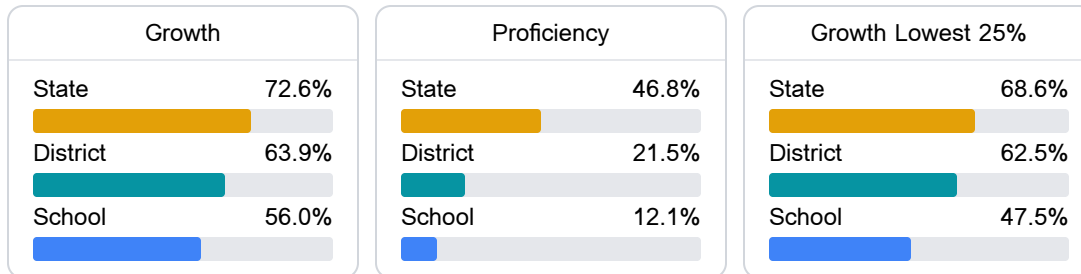 Growth
State 72.6%
District 63.9%
School 56.0%
Proficiency
State 46.8%
District 21.5%
School 12.1%
Growth Lowest 25%
State 68.6%
District 62.5%
School 47.5%